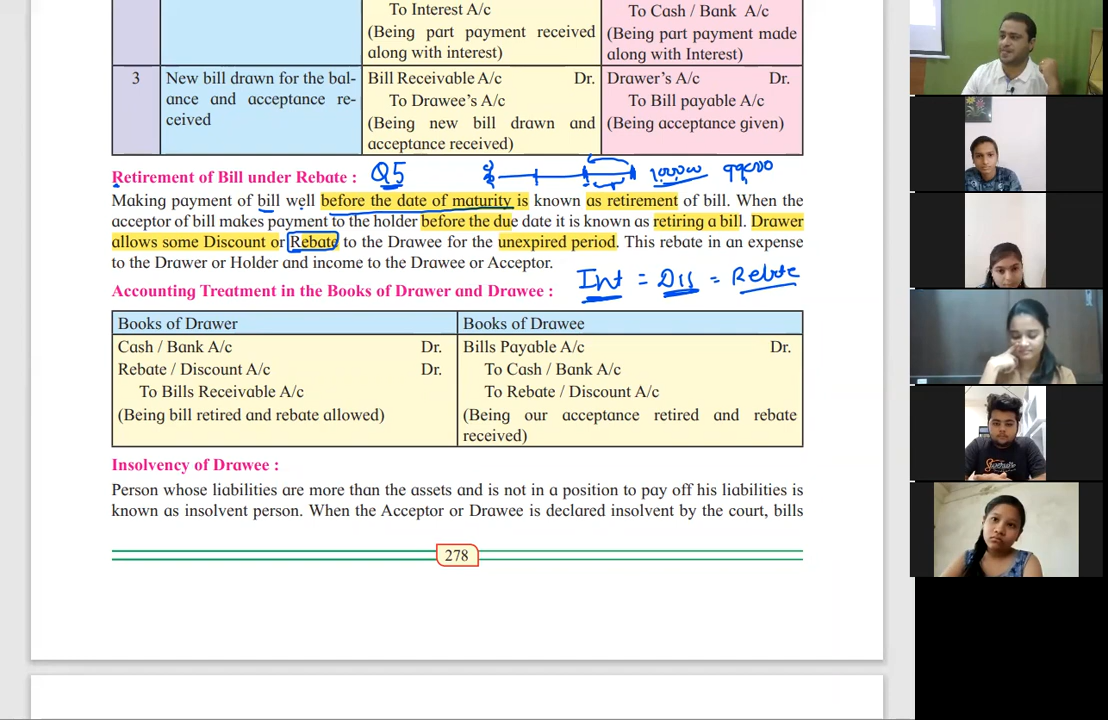 To Interest A/c
(Being part payment received
along with interest)
To Cash / Bank A/c
(Being part payment made
along with Interest)
3
New bill drawn for the bal-
ance and acceptance re-
ceived
Bill Receivable A/c Dr.
To Drawee's A/c
(Being new bill drawn and
acceptance received)
Drawer's A/c Dr.
To Bill payable A/c
(Being acceptance given)
Retirement of Bill under Rebate : Q5
Making payment of bill well before the date of maturity is known as retirement of bill. When the
acceptor of bill makes payment to the holder before the due date it is known as retiring a bill. Drawer
allows some Discount or Rebate to the Drawee for the unexpired period. This rebate in an expense
to the Drawer or Holder and income to the Drawee or Acceptor.
Int = Dis = Rebate
Accounting Treatment in the Books of Drawer and Drawee :
Books of Drawer
Cash / Bank A/c Dr.
Rebate / Discount A/c Dr.
To Bills Receivable A/c
(Being bill retired and rebate allowed)
Books of Drawee
Bills Payable A/c Dr.
To Cash / Bank A/c
To Rebate / Discount A/c
(Being our acceptance retired and rebate
received)
Insolvency of Drawee :
Person whose liabilities are more than the assets and is not in a position to pay off his liabilities is
known as insolvent person. When the Acceptor or Drawee is declared insolvent by the court, bills
278